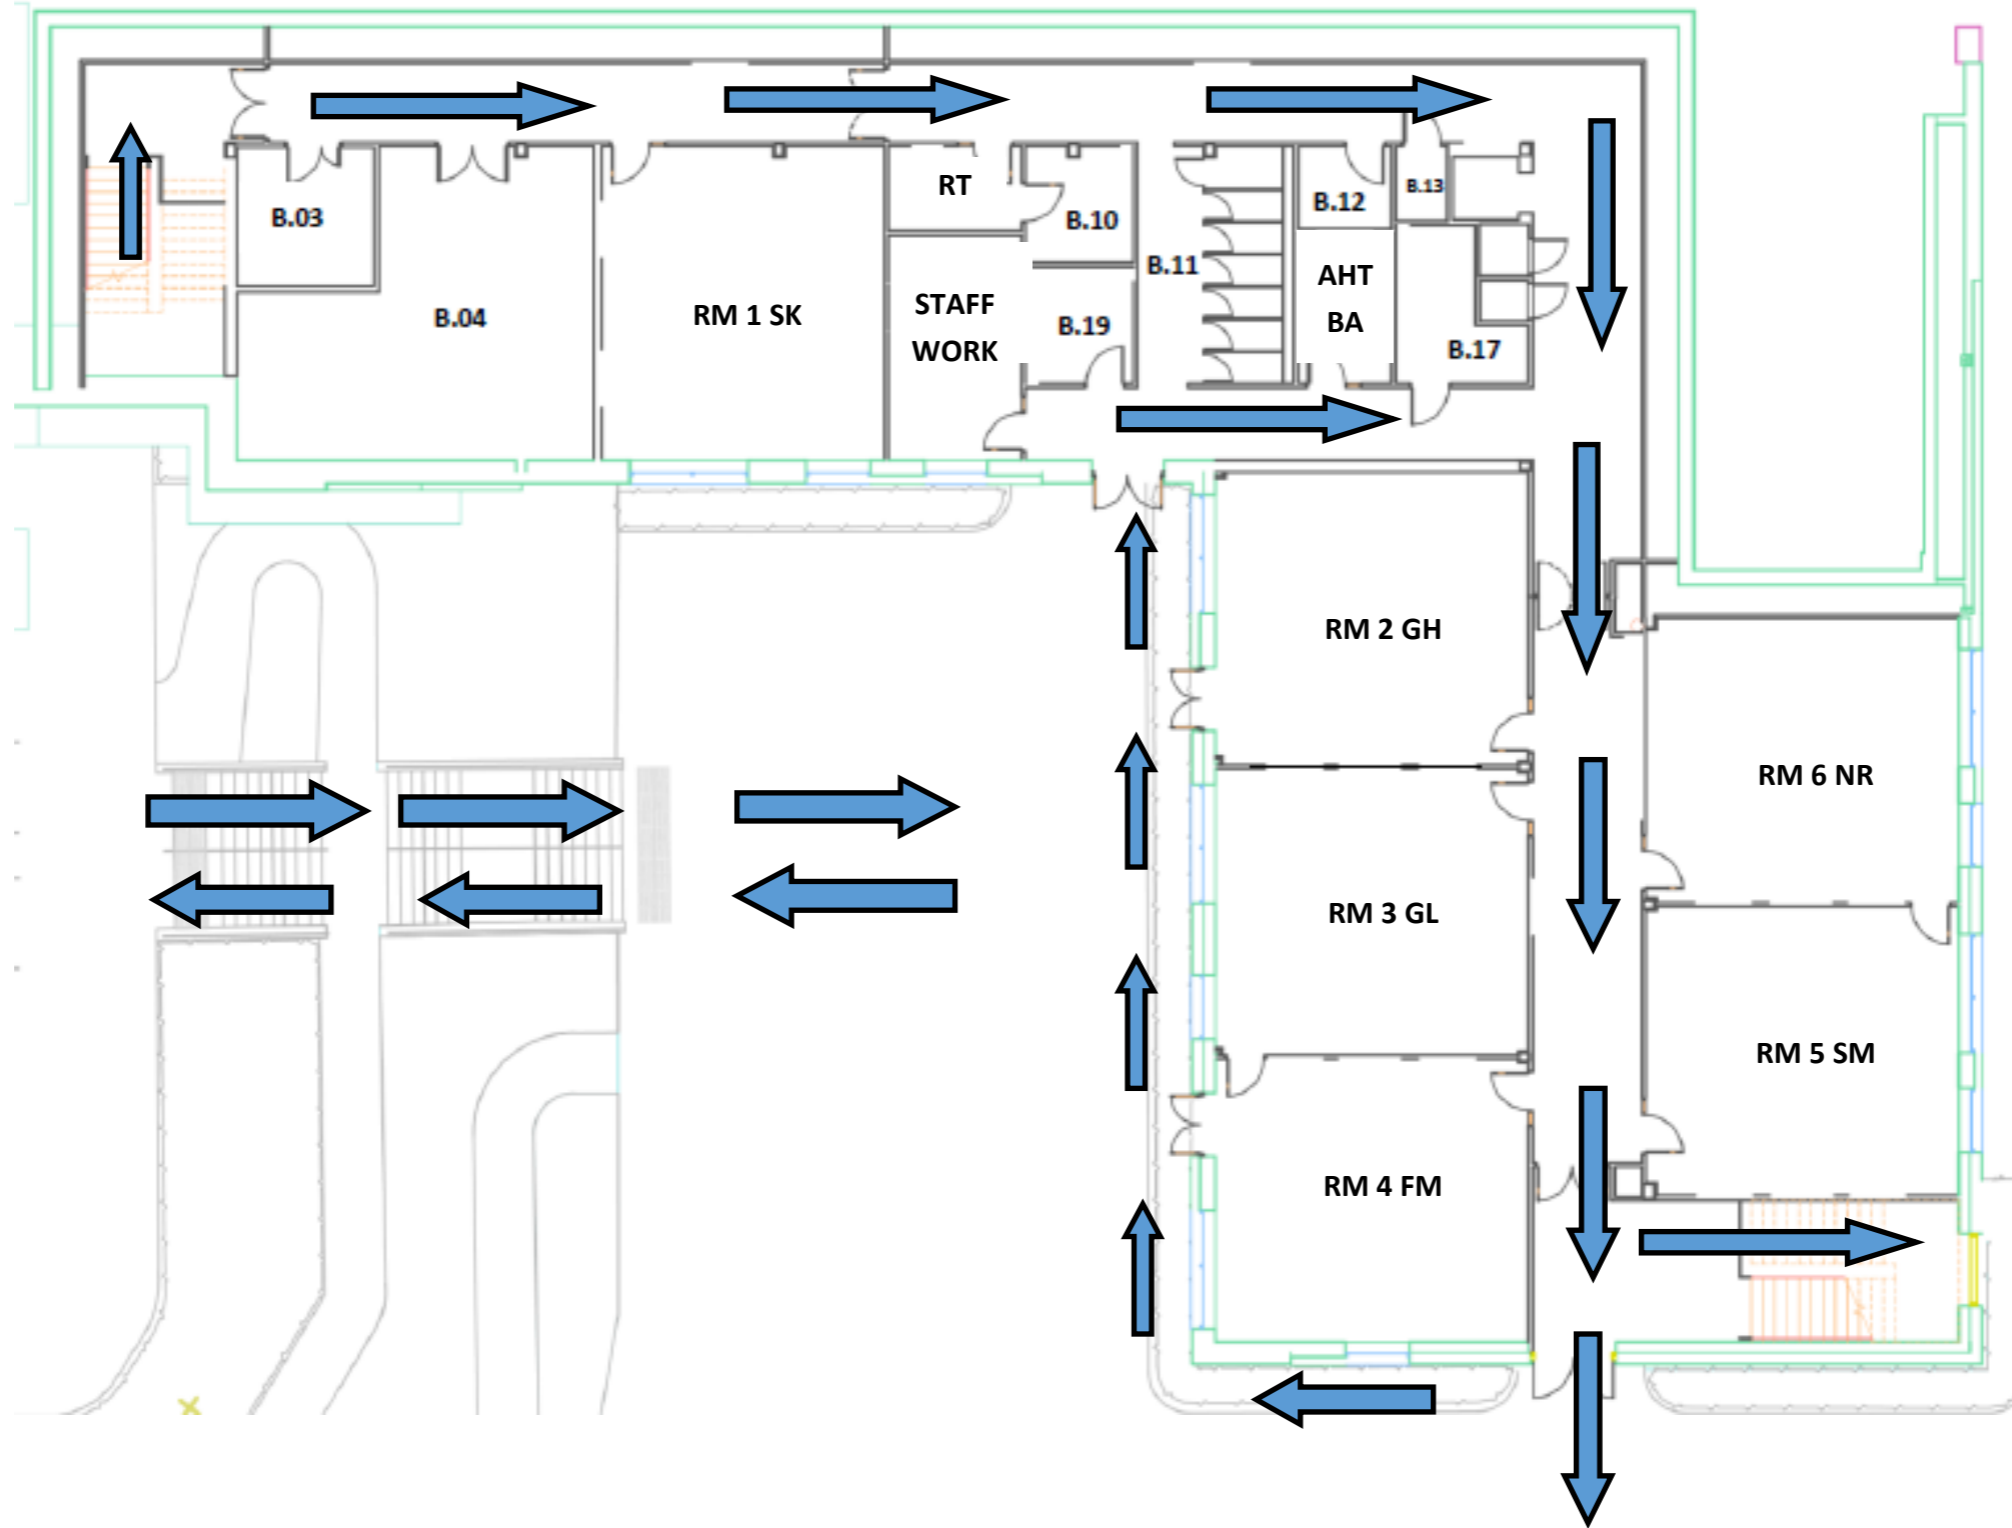 RT
B.03
B.10
B.12
B.13
B.11
AHT
BA
B.04
RM 1 SK
STAFF
WORK
B.19
B.17
RM 2 GH
RM 6 NR
RM 3 GL
RM 5 SM
RM 4 FM